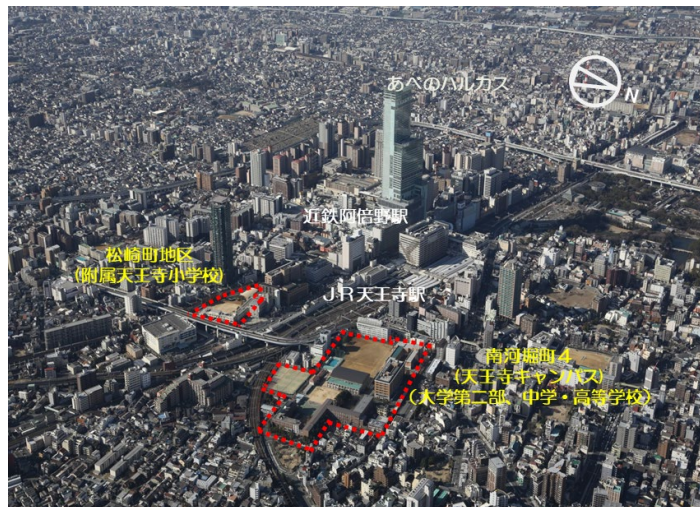 あべのハルカス
N
近鉄阿倍野駅
松崎町地区
(附属天王寺小学校)
JR天王寺駅
南河堀町4
(天王寺キャンパス)
(大学第二部、中学・高等学校)